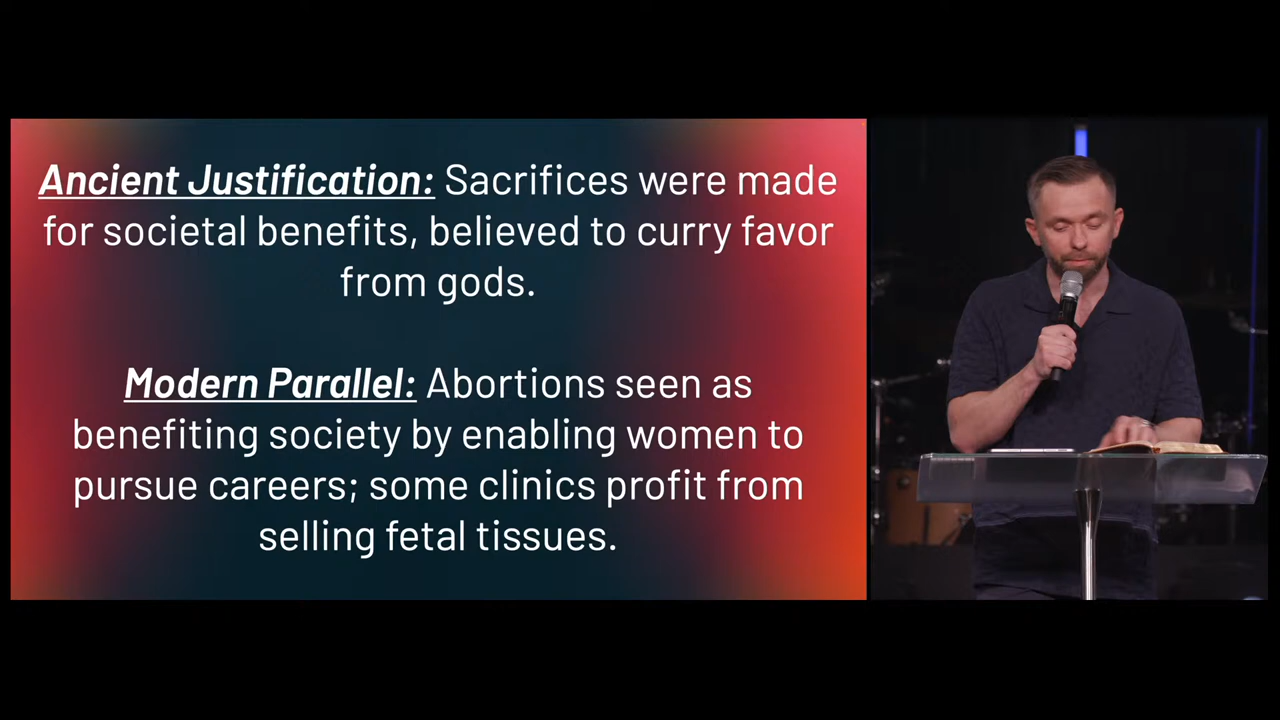 Ancient Justification: Sacrifices were made
for societal benefits, believed to curry favor
from gods.
Modern Parallel: Abortions seen as
benefiting society by enabling women to
pursue careers; some clinics profit from
selling fetal tissues.